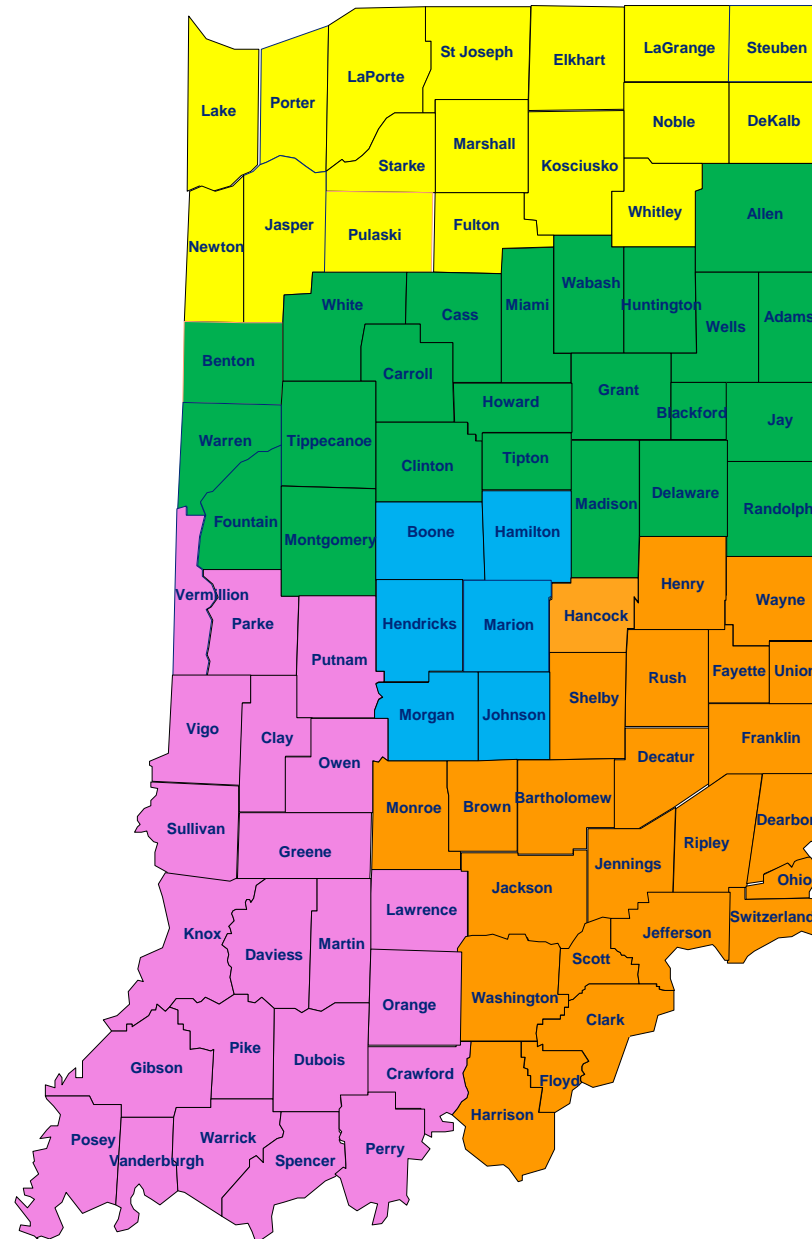 St Joseph
LaGrange
Steuben
Elkhart
LaPorte
Porter
Lake
Noble
DeKalb
Marshall
Starke
Kosciusko
Whitley
Allen
Jasper
Fulton
Pulaski
Newton
White
Cass
Miami
Wabash
Huntington
Wells
Adams
Benton
Carroll
Howard
Grant
Blackford
Jay
Warren
Tippecanoe
Clinton
Tipton
Madison
Delaware
Randolph
Fountain
Montgomery
Boone
Hamilton
Vermillion
Parke
Putnam
Hendricks
Marion
Hancock
Henry
Wayne
Vigo
Clay
Owen
Morgan
Johnson
Shelby
Rush
Fayette
Union
Franklin
Decatur
Sullivan
Greene
Monroe
Brown
Bartholomew
Dearbor
Ripley
Jennings
Ohio
Jackson
Lawrence
Knox
Daviess
Martin
Switzerland
Jefferson
Scott
Orange
Washington
Clark
Gibson
Pike
Dubois
Crawford
Floyd
Harrison
Posey
Vanderburgh
Warrick
Spencer
Perry